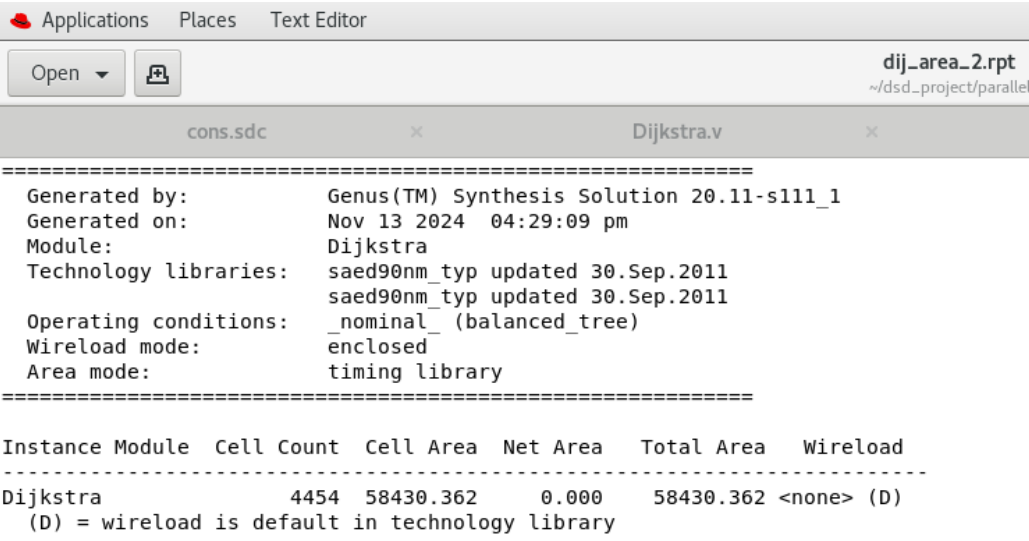 Applications Places Text Editor
Open dij_area_2.rpt
~/dsd_project/parallel
cons.sdc × Dijkstra.v ×
============================================================
Generated by: Genus(TM) Synthesis Solution 20.11-s111_1
Generated on: Nov 13 2024 04:29:09 pm
Module: Dijkstra
Technology libraries: saed90nm_typ updated 30.Sep.2011
saed90nm_typ updated 30.Sep.2011
Operating conditions: _nominal_ (balanced_tree)
Wireload mode: enclosed
Area mode: timing library
============================================================
Instance Module Cell Count Cell Area Net Area Total Area Wireload
--------------------------------------------------------------------------
Dijkstra 4454 58430.362 0.000 58430.362 <none> (D)
(D) = wireload is default in technology library